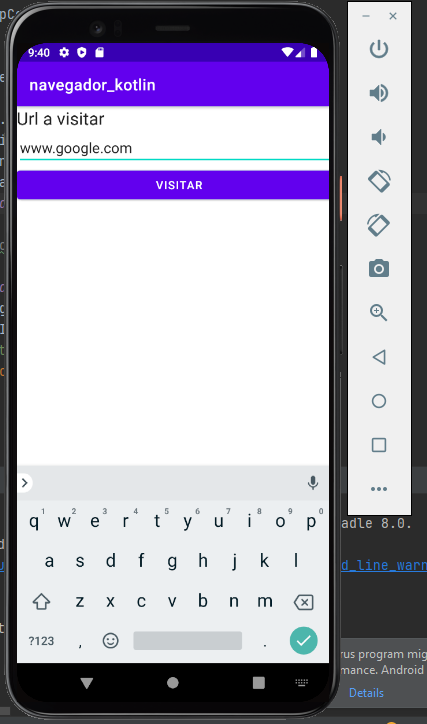 9:40
navegador_kotlin
Url a visitar
www.google.com
VISITAR
1 2 3 4 5 6 7 8 9 0
q w e r t y u i o p
a s d f g h j k l
z x c v b n m
?123 , .
adle 8.0.
d_line_warn
rus program mig
mance. Android
Details